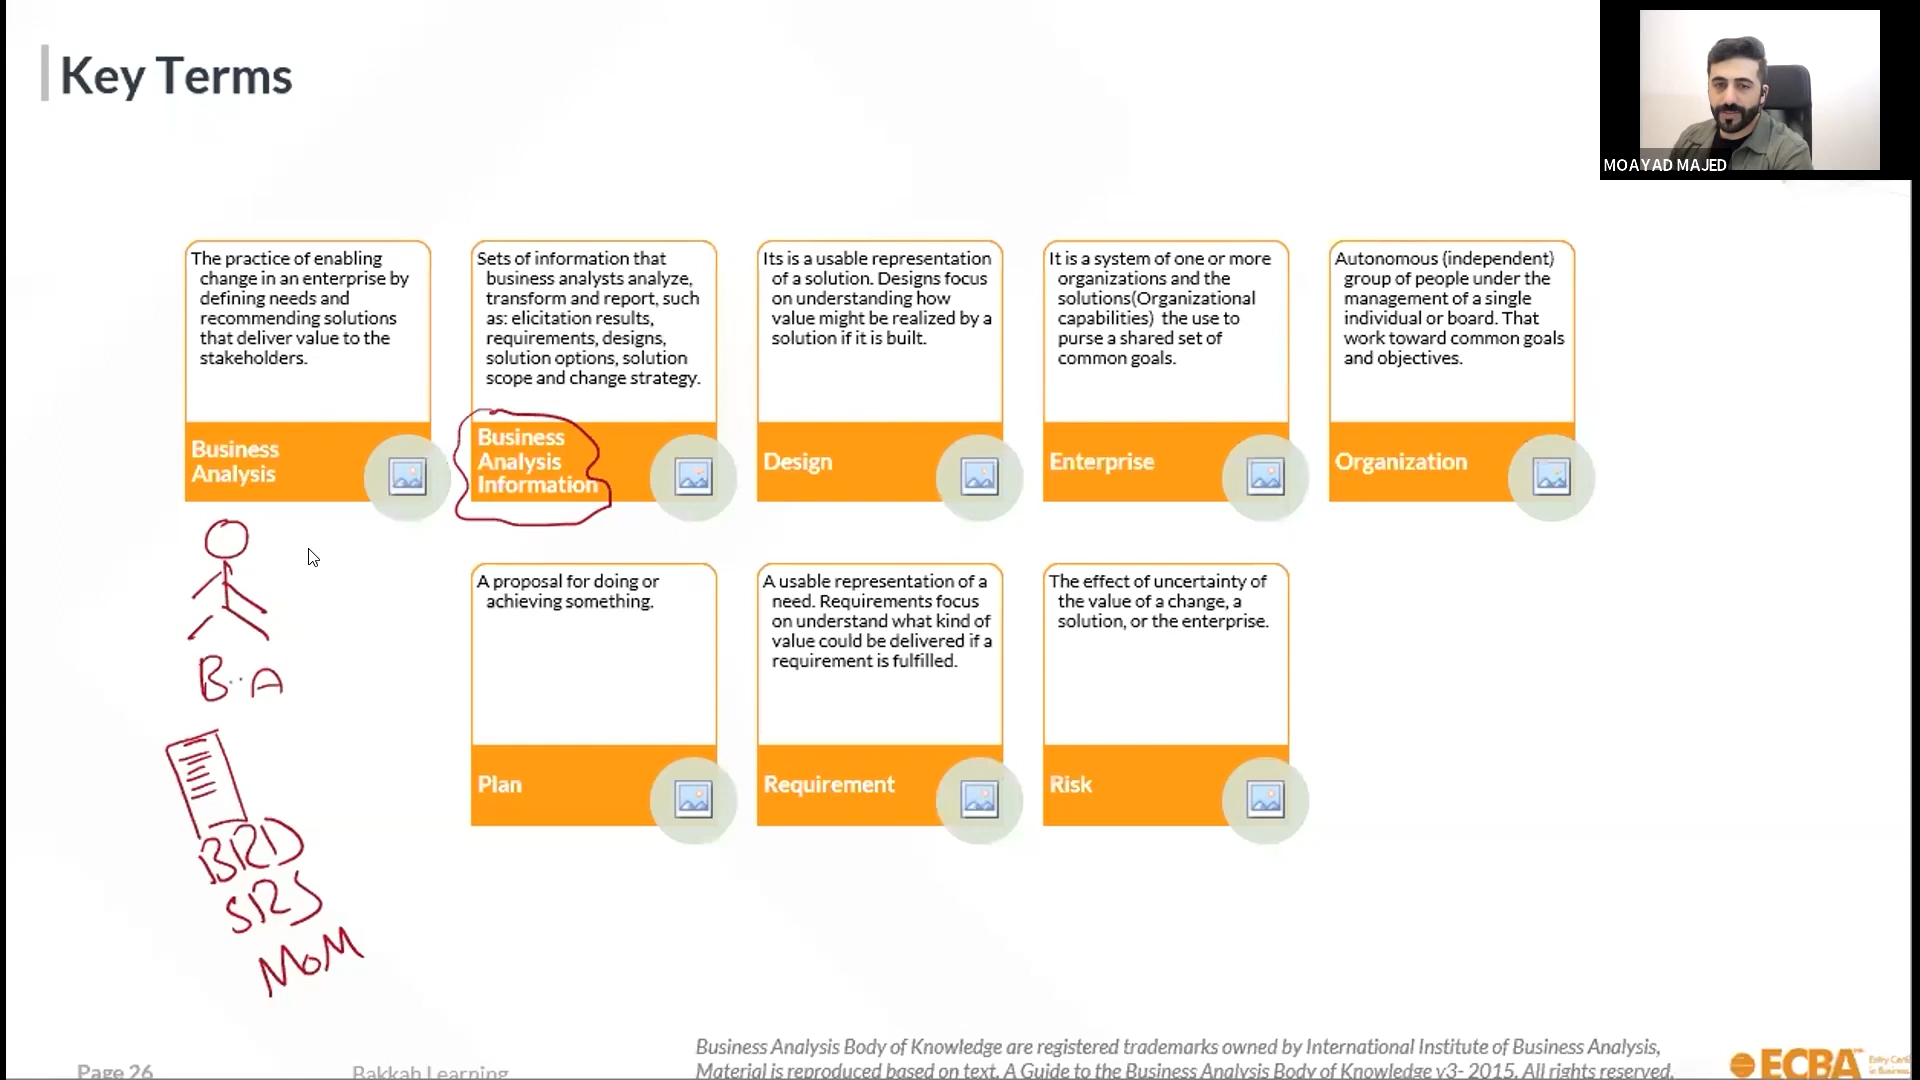 Key Terms
MOAYAD MAJED
The practice of enabling
change in an enterprise by
defining needs and
recommending solutions
that deliver value to the
stakeholders.
Business
Analysis
Sets of information that
business analysts analyze,
transform and report, such
as: elicitation results,
requirements, designs,
solution options, solution
scope and change strategy.
Business
Analysis
Information
Its is a usable representation
of a solution. Designs focus
on understanding how
value might be realized by a
solution if it is built.
Design
It is a system of one or more
organizations and the
solutions(Organizational
capabilities) the use to
purse a shared set of
common goals.
Enterprise
Autonomous (independent)
group of people under the
management of a single
individual or board. That
work toward common goals
and objectives.
Organization
B..A
BRD
SRS
MoM
A proposal for doing or
achieving something.
Plan
A usable representation of a
need. Requirements focus
on understand what kind of
value could be delivered if a
requirement is fulfilled.
Requirement
The effect of uncertainty of
the value of a change, a
solution, or the enterprise.
Risk
Page 26
Bakkah Learning
Business Analysis Body of Knowledge are registered trademarks owned by International Institute of Business Analysis,
Material is reproduced based on text, A Guide to the Business Analysis Body of Knowledge v3- 2015. All rights reserved.
ECBA